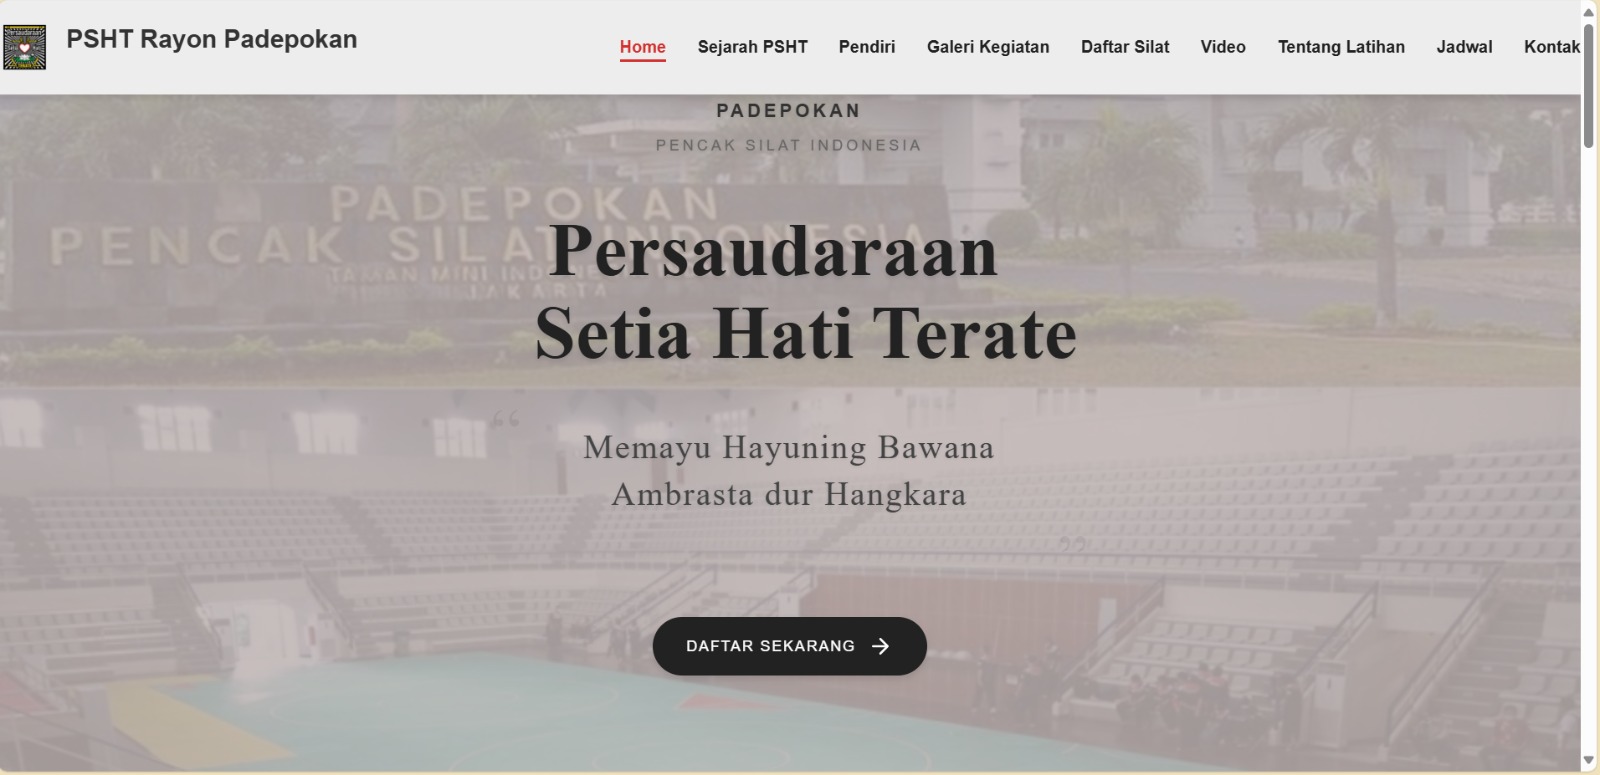 PSHT Rayon Padepokan
Home Sejarah PSHT Pendiri Galeri Kegiatan Daftar Silat Video Tentang Latihan Jadwal Kontak
PADEPOKAN
PENCAK SILAT INDONESIA
PADEPOKAN
PENCAK SILAT INDONESIA
TAMAN MINI INDONE
JAKARTA
Persaudaraan
Setia Hati Terate
“
Memayu Hayuning Bawana
Ambrasta dur Hangkara
”
DAFTAR SEKARANG →